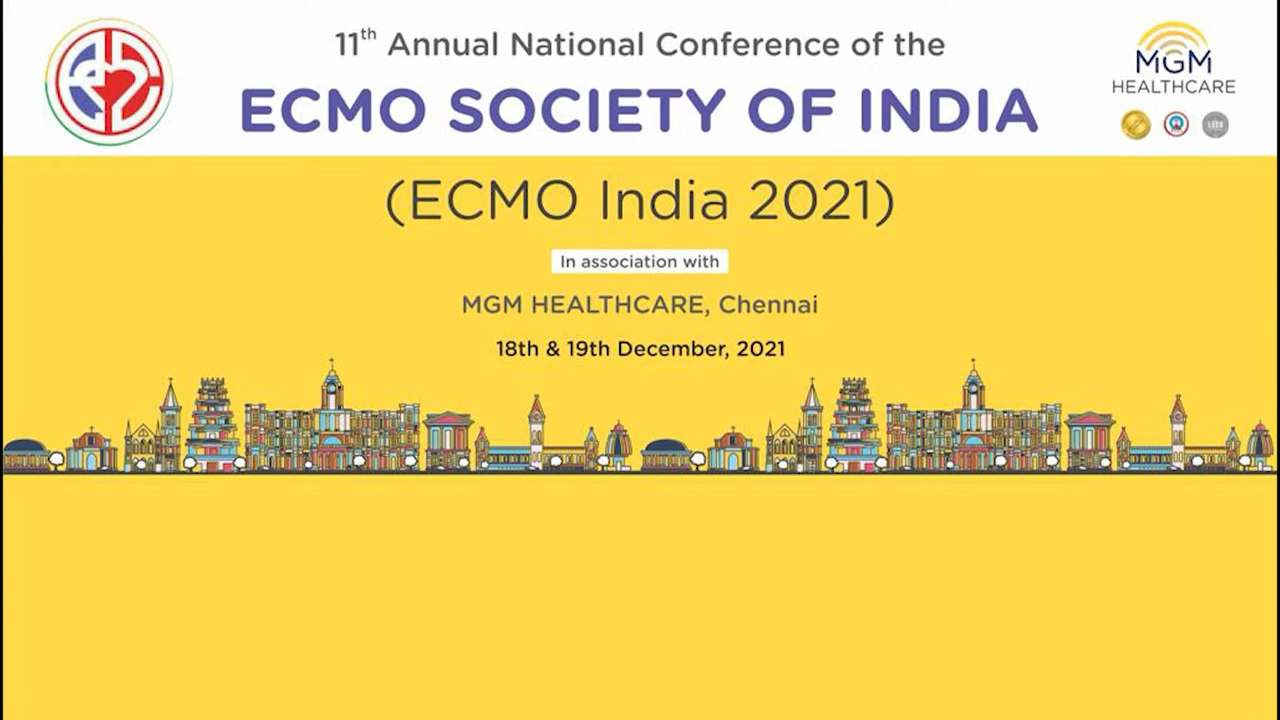 11th Annual National Conference of the
ECMO SOCIETY OF INDIA
MGM
HEALTHCARE
(ECMO India 2021)
In association with
MGM HEALTHCARE, Chennai
18th & 19th December, 2021